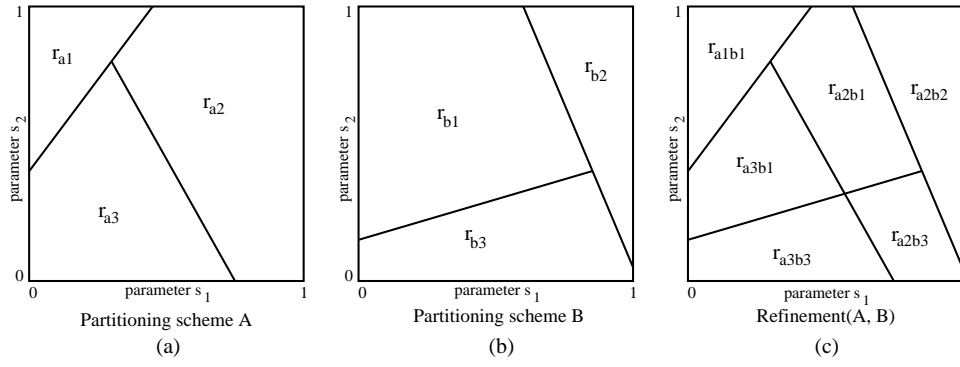 1
r_a1
r_a2
r_a3
parameter s_2
0
0
parameter s_1
1
Partitioning scheme A
(a)
1
r_b2
r_b1
r_b3
parameter s_2
0
0
parameter s_1
1
Partitioning scheme B
(b)
1
r_a1b1
r_a2b1
r_a2b2
r_a3b1
r_a2b3
r_a3b3
parameter s_2
0
0
parameter s_1
1
Refinement(A, B)
(c)